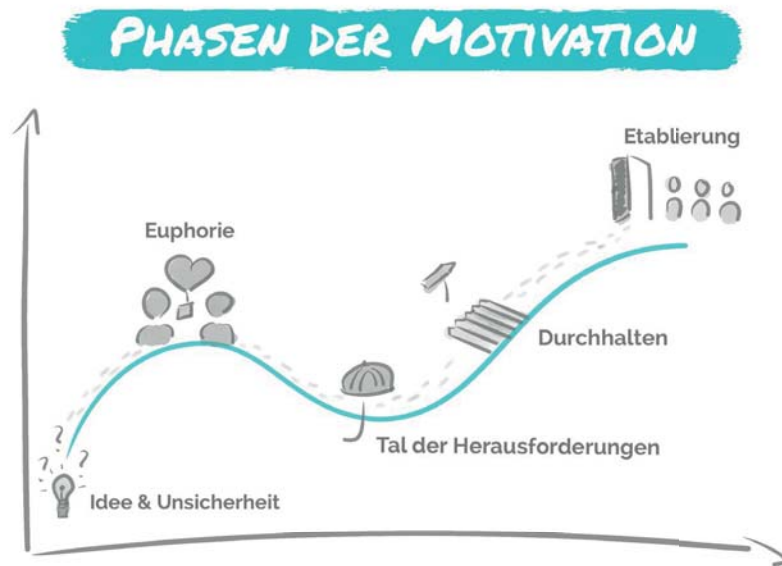 PHASEN DER MOTIVATION
Etablierung
Euphorie
Durchhalten
Tal der Herausforderungen
? ? ?
Idee & Unsicherheit